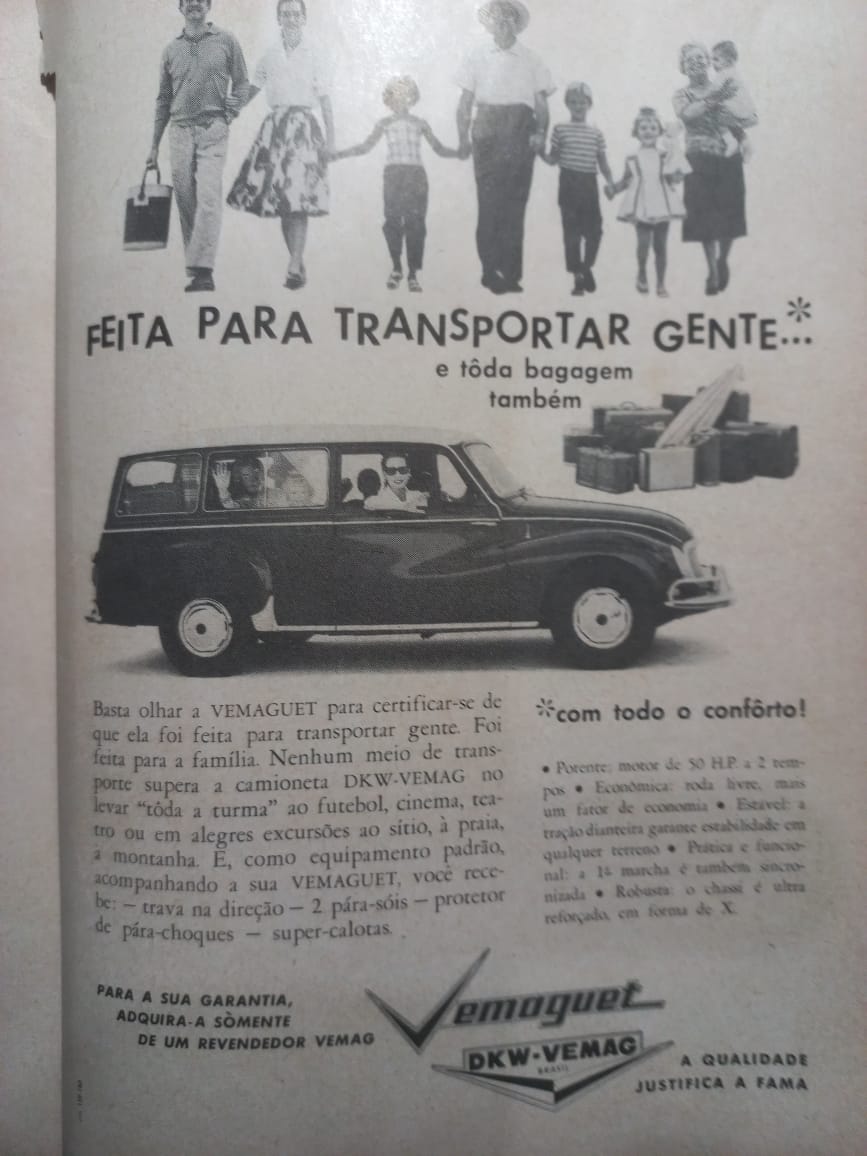 FEITA PARA TRANSPORTAR GENTE...*
e tôda bagagem
também
Basta olhar a VEMAGUET para certificar-se de
que ela foi feita para transportar gente. Foi
feita para a família. Nenhum meio de trans-
porte supera a camioneta DKW-VEMAG no
levar “tôda a turma” ao futebol, cinema, tea-
tro ou em alegres excursões ao sítio, à praia,
à montanha. E, como equipamento padrão,
acompanhando a sua VEMAGUET, você rece-
be: — trava na direção — 2 pára-sóis — protetor
de pára-choques — super-calotas.
*com todo o confôrto!
• Potente: motor de 50 H.P. a 2 tem-
pos • Econômica: roda livre, mais
um fator de economia • Estável: a
tração dianteira garante estabilidade em
qualquer terreno • Prática e funcio-
nal: a 1ª marcha é também sincro-
nizada • Robusta: o chassi é ultra
reforçado, em forma de X.
PARA A SUA GARANTIA,
ADQUIRA-A SÒMENTE
DE UM REVENDEDOR VEMAG
Vemaguet
DKW-VEMAG
BRASIL
A QUALIDADE
JUSTIFICA A FAMA